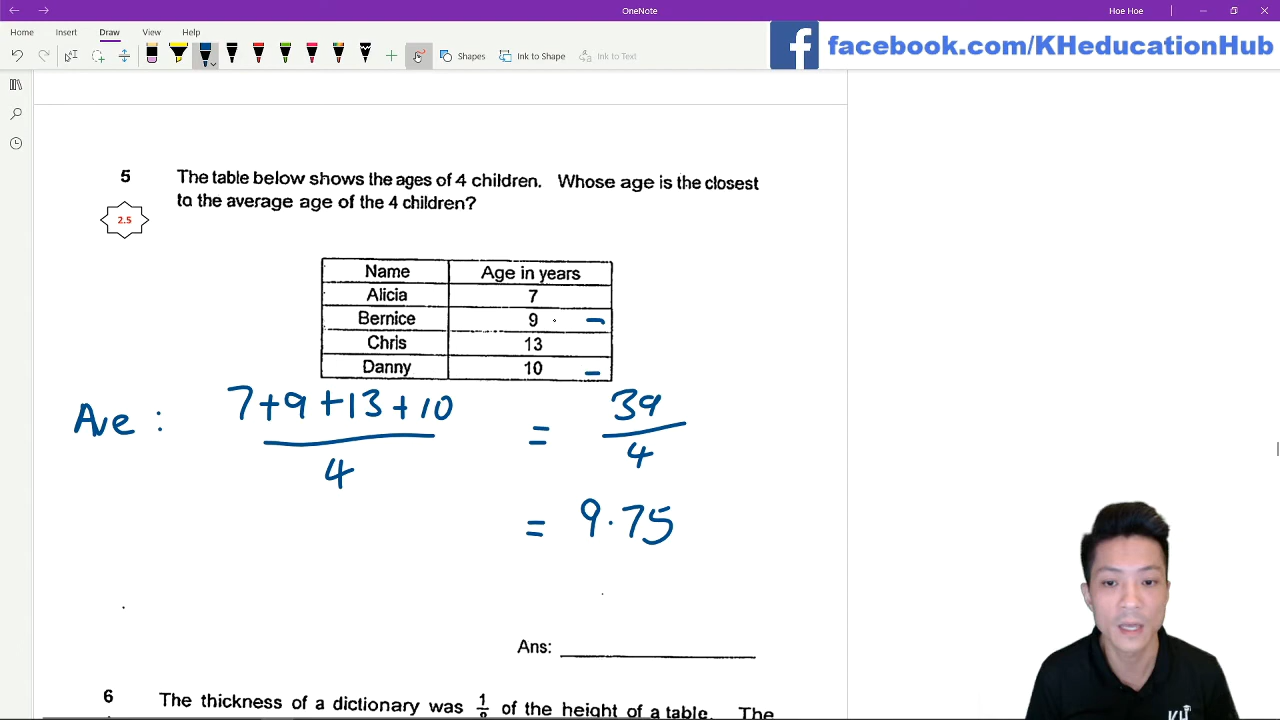 OneNote
Hoe Hoe
Home Insert Draw View Help
Shapes Ink to Shape Ink to Text
f facebook.com/KHeducationHub
5 The table below shows the ages of 4 children. Whose age is the closest
to the average age of the 4 children?
2.5
Name Age in years
Alicia 7
Bernice 9
Chris 13
Danny 10
Ave : 7+9+13+10 / 4 = 39 / 4
= 9.75
Ans:
6 The thickness of a dictionary was 1/8 of the height of a table. The
KH